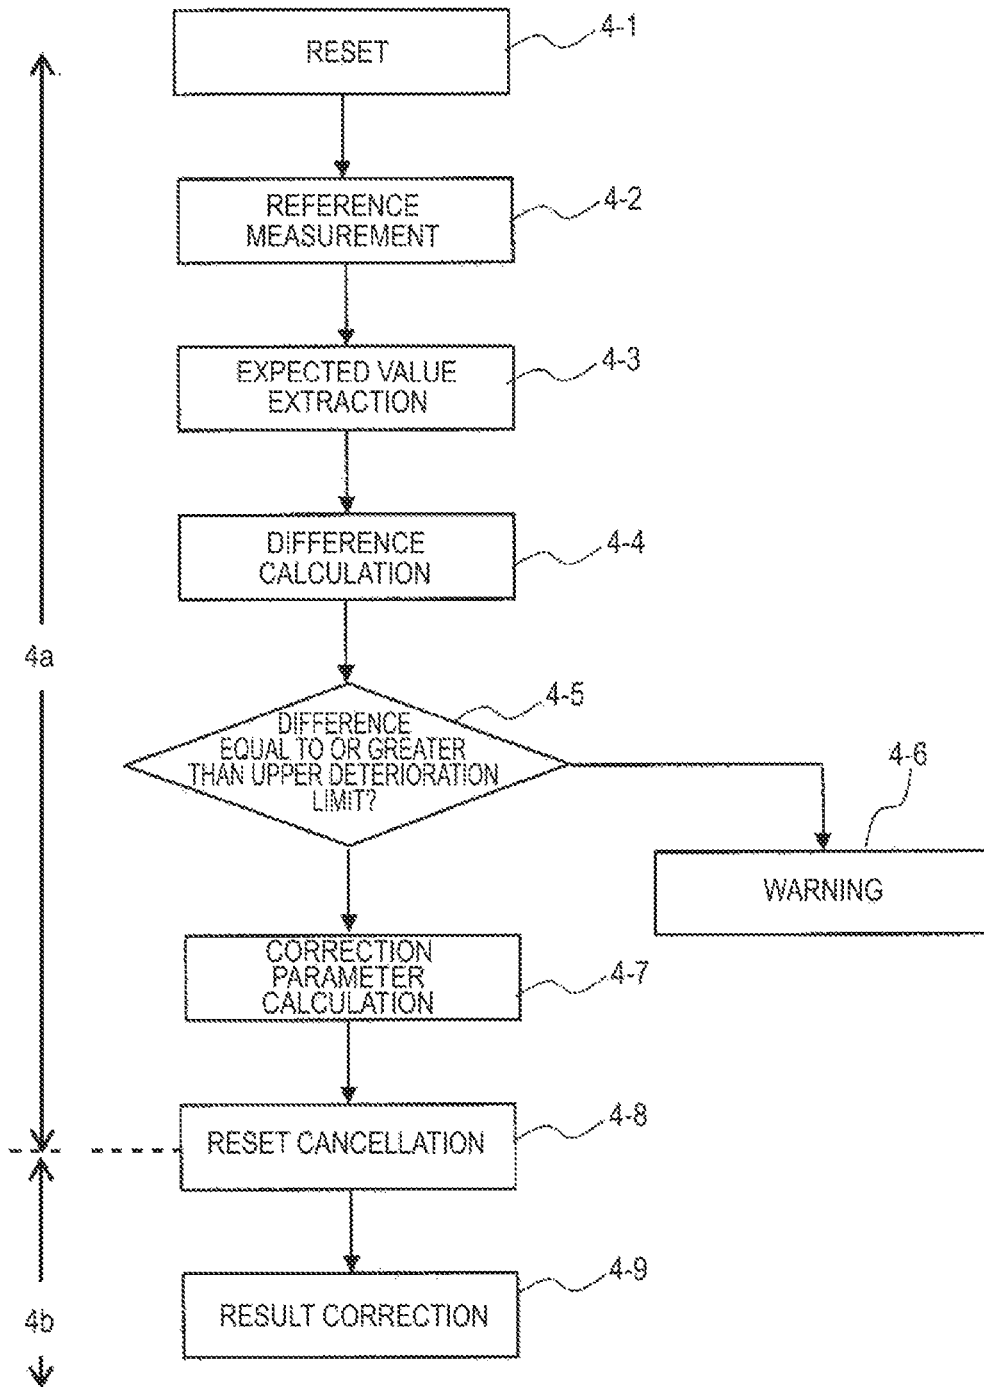 RESET
4-1
REFERENCE
MEASUREMENT
4-2
EXPECTED VALUE
EXTRACTION
4-3
DIFFERENCE
CALCULATION
4-4
4a
DIFFERENCE
EQUAL TO OR GREATER
THAN UPPER DETERIORATION
LIMIT?
4-5
4-6
WARNING
CORRECTION
PARAMETER
CALCULATION
4-7
RESET CANCELLATION
4-8
RESULT CORRECTION
4-9
4b